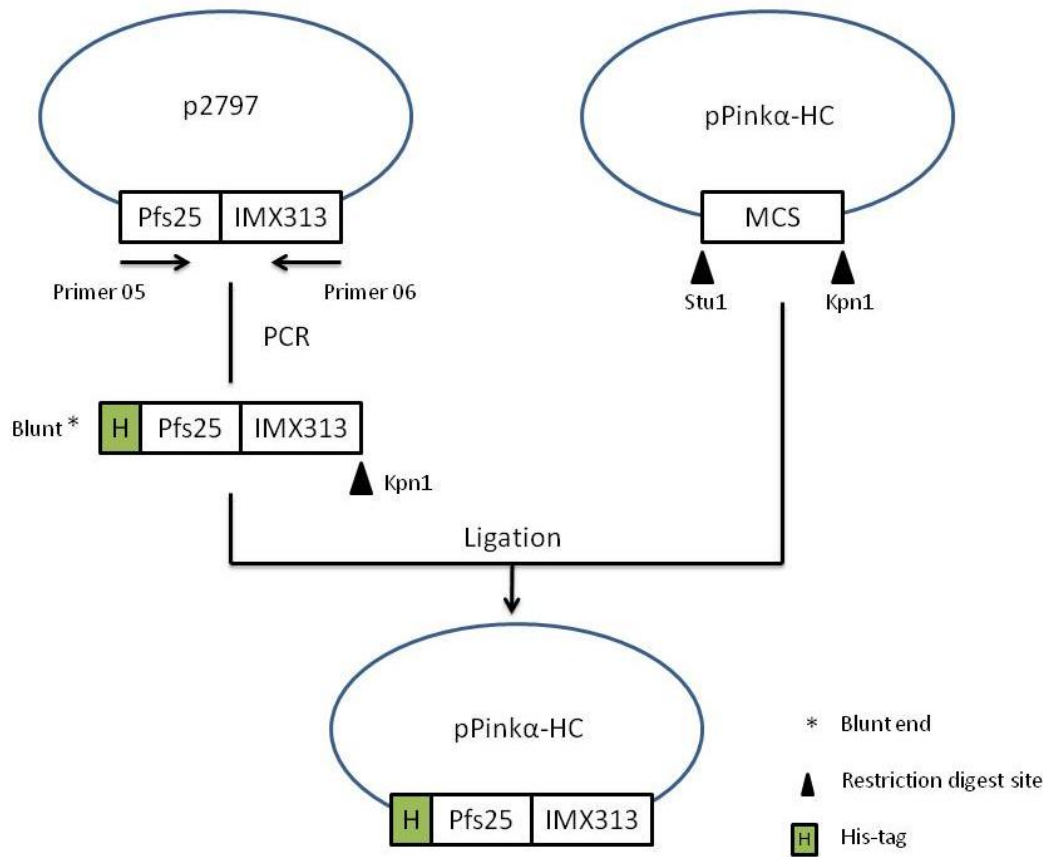 p2797
pPinkα-HC
Pfs25 IMX313
MCS
Primer 05
Primer 06
Stu1
Kpn1
PCR
Blunt *
H Pfs25 IMX313
Kpn1
Ligation
pPinkα-HC
H Pfs25 IMX313
* Blunt end
Restriction digest site
H His-tag